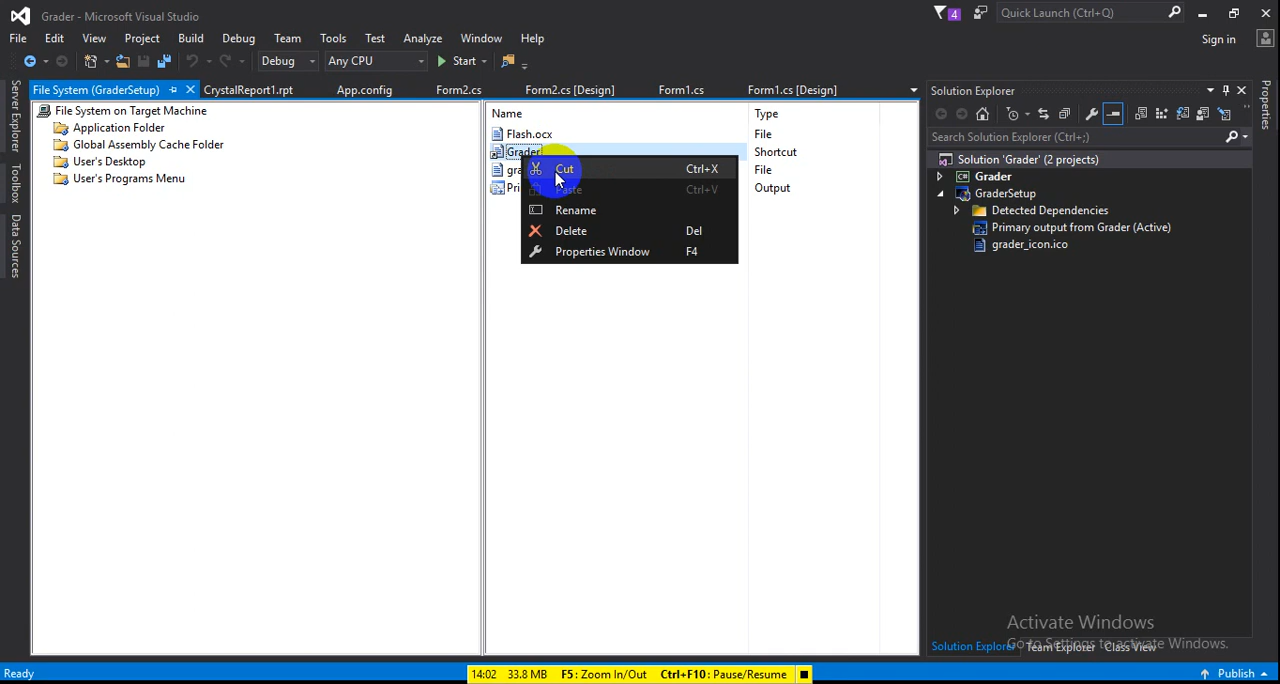 Grader - Microsoft Visual Studio
4
Quick Launch (Ctrl+Q)
File Edit View Project Build Debug Team Tools Test Analyze Window Help
Sign in
Debug
Any CPU
Start
File System (GraderSetup)
CrystalReport1.rpt
App.config
Form2.cs
Form2.cs [Design]
Form1.cs
Form1.cs [Design]
Server Explorer
Toolbox
Data Sources
File System on Target Machine
Application Folder
Global Assembly Cache Folder
User's Desktop
User's Programs Menu
Name Type
Flash.ocx File
Grader Shortcut
gra File
Pri Output
Cut Ctrl+X
Paste Ctrl+V
Rename
Delete Del
Properties Window F4
Solution Explorer
Search Solution Explorer (Ctrl+;)
Solution 'Grader' (2 projects)
Grader
GraderSetup
Detected Dependencies
Primary output from Grader (Active)
grader_icon.ico
Properties
Activate Windows
Go to Settings to activate Windows.
Solution Explorer Team Explorer Class View
Ready
14:02 33.8 MB F5: Zoom In/Out Ctrl+F10: Pause/Resume
Publish